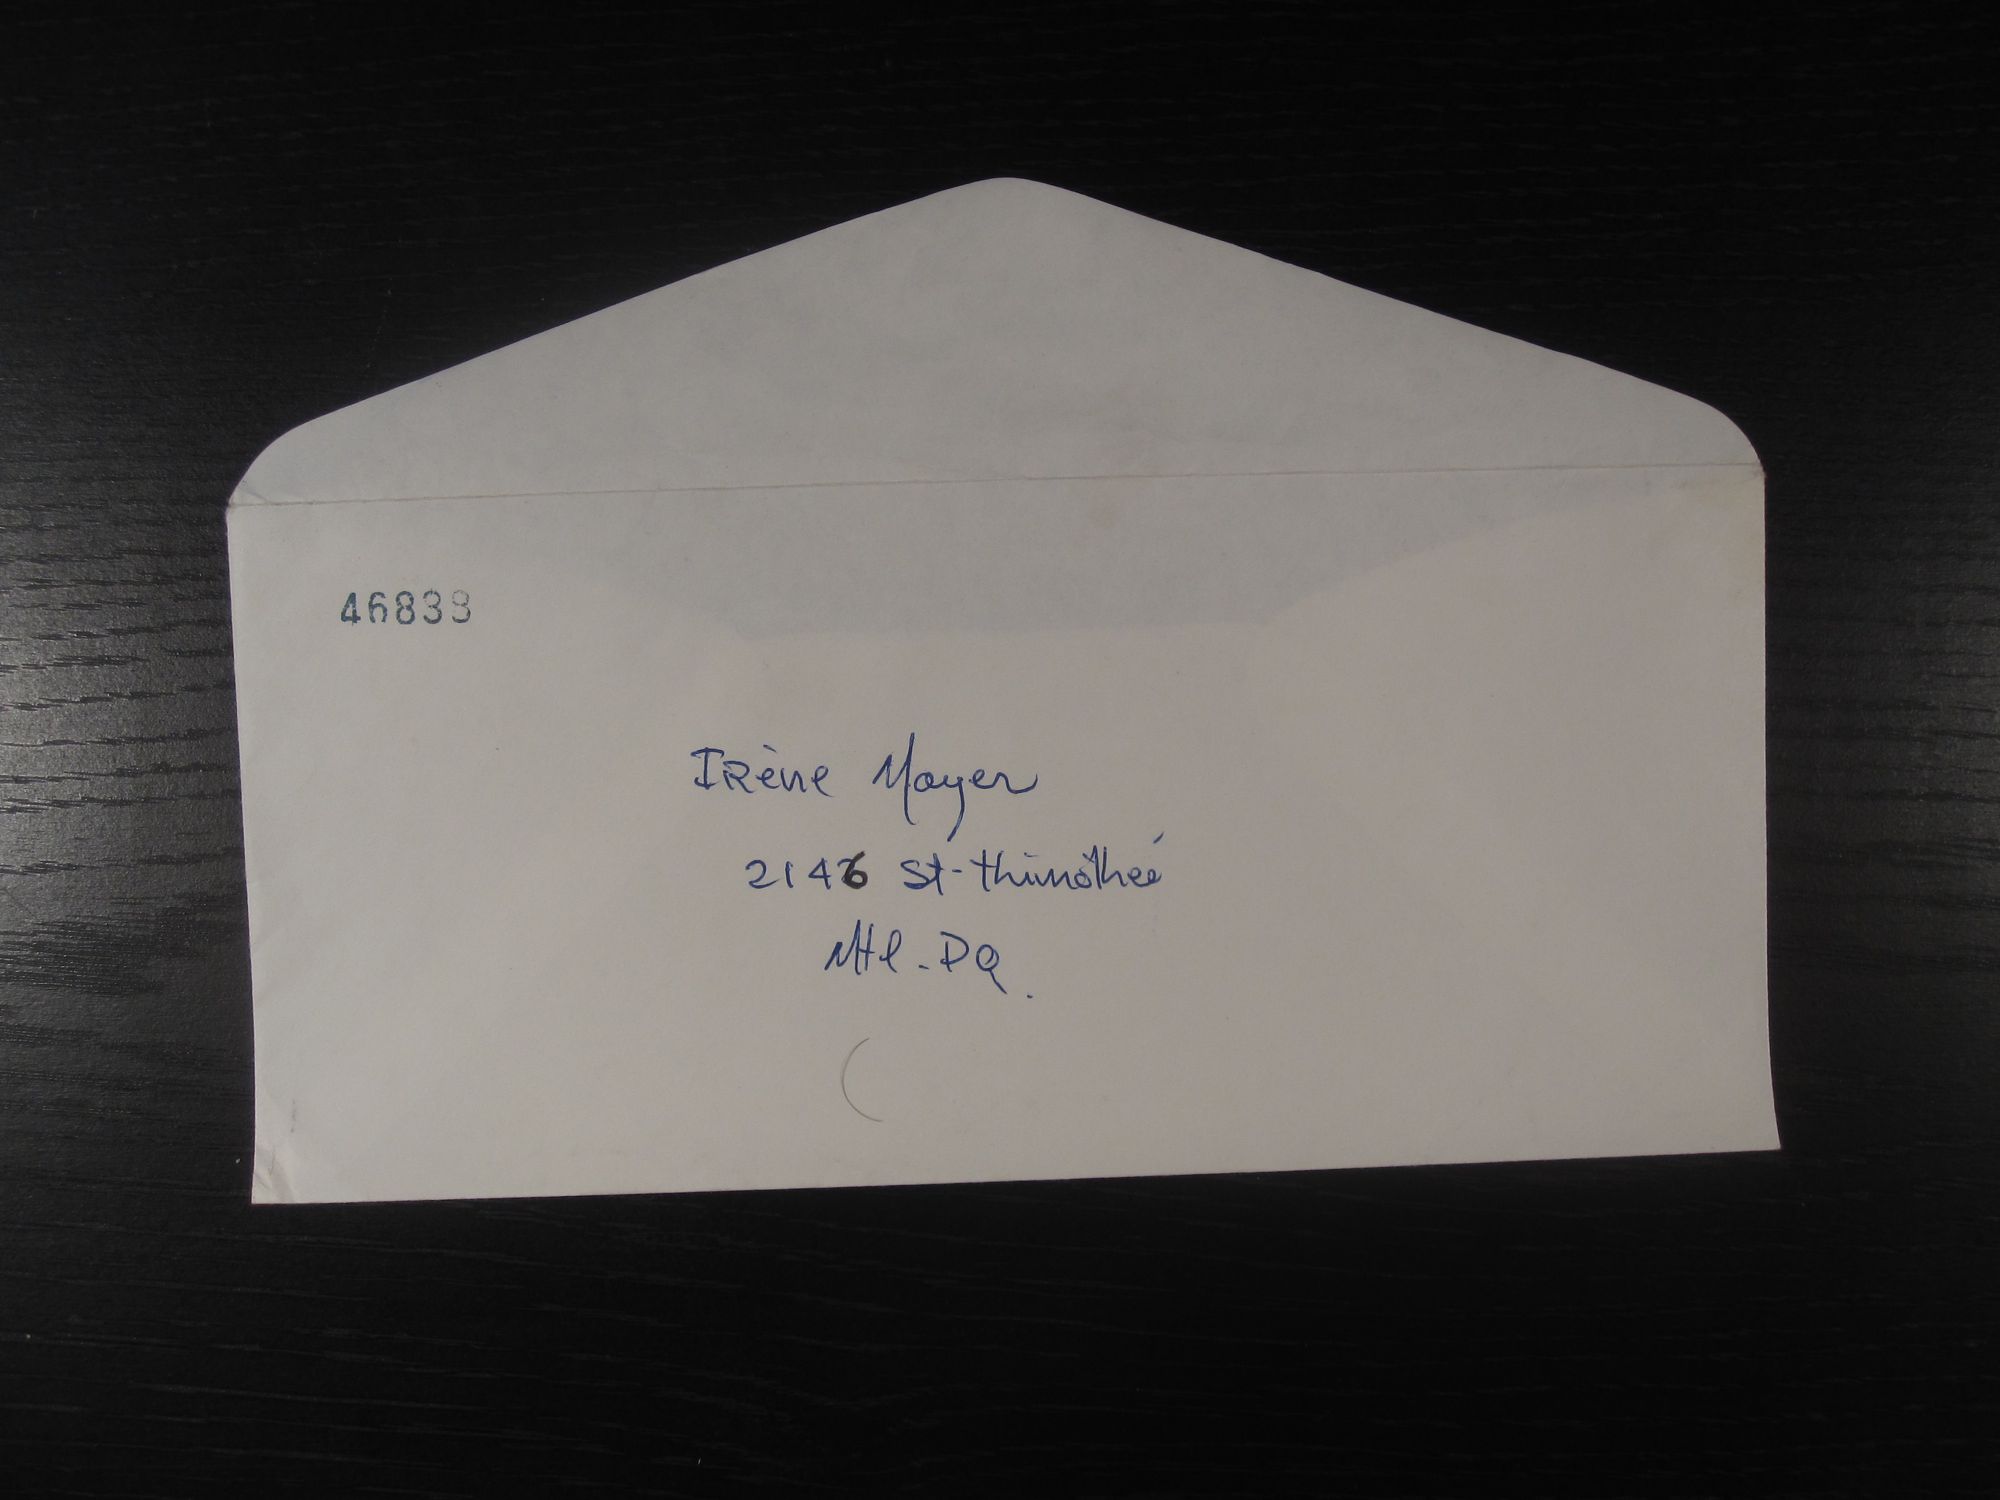 46838
Irène Mayer
2146 St-Thimothée
Mtl-PQ.